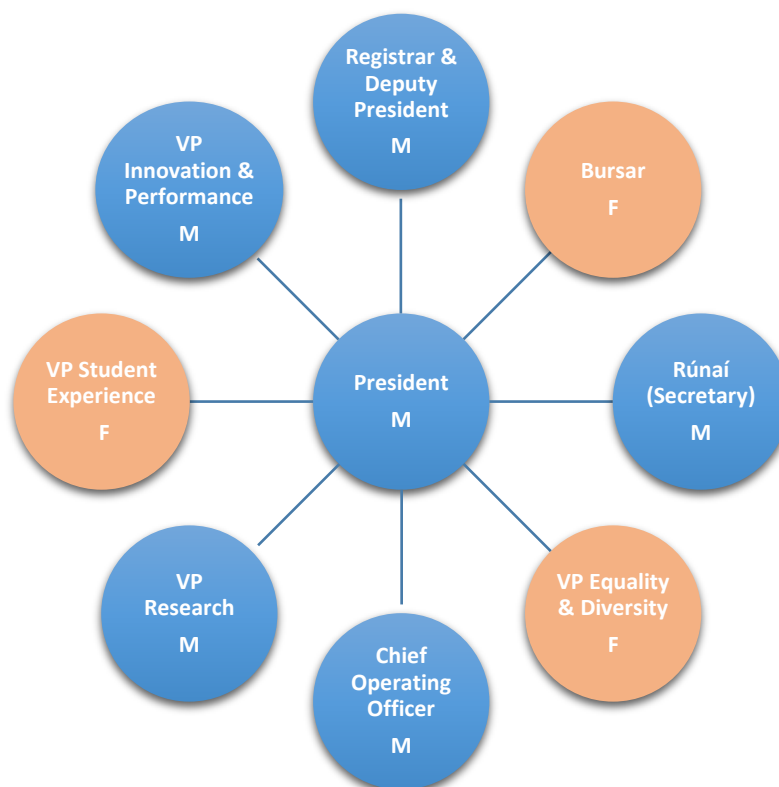 Registrar &
Deputy
President
M
VP
Innovation &
Performance
M
Bursar
F
VP Student
Experience
F
President
M
Rúnaí
(Secretary)
M
VP
Research
M
VP Equality
& Diversity
F
Chief
Operating
Officer
M